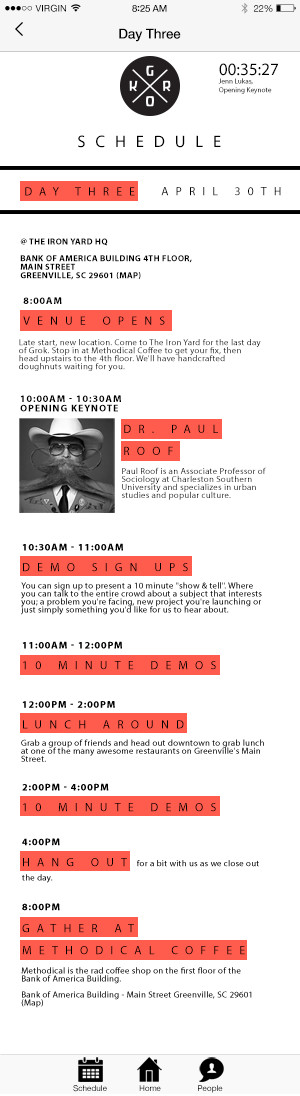 VIRGIN 8:25 AM 22%
Day Three
G
K R
O
00:35:27
Jenn Lukas,
Opening Keynote
SCHEDULE
DAY THREE APRIL 30TH
@ THE IRON YARD HQ
BANK OF AMERICA BUILDING 4TH FLOOR,
MAIN STREET
GREENVILLE, SC 29601 (MAP)
8:00AM
VENUE OPENS
Late start, new location. Come to The Iron Yard for the last day
of Grok. Stop in at Methodical Coffee to get your fix, then
head upstairs to the 4th floor. We'll have handcrafted
doughnuts waiting for you.
10:00AM - 10:30AM
OPENING KEYNOTE
DR. PAUL
ROOF
Paul Roof is an Associate Professor of
Sociology at Charleston Southern
University and specializes in urban
studies and popular culture.
10:30AM - 11:00AM
DEMO SIGN UPS
You can sign up to present a 10 minute "show & tell". Where
you can talk to the entire crowd about a subject that interests
you; a problem you're facing, new project you're launching or
just simply something you'd like for us to hear about.
11:00AM - 12:00PM
10 MINUTE DEMOS
12:00PM - 2:00PM
LUNCH AROUND
Grab a group of friends and head out downtown to grab lunch
at one of the many awesome restaurants on Greenville's Main
Street.
2:00PM - 4:00PM
10 MINUTE DEMOS
4:00PM
HANG OUT for a bit with us as we close out
the day.
8:00PM
GATHER AT
METHODICAL COFFEE
Methodical is the rad coffee shop on the first floor of the
Bank of America Building.
Bank of America Building - Main Street Greenville, SC 29601
(Map)
Schedule Home People